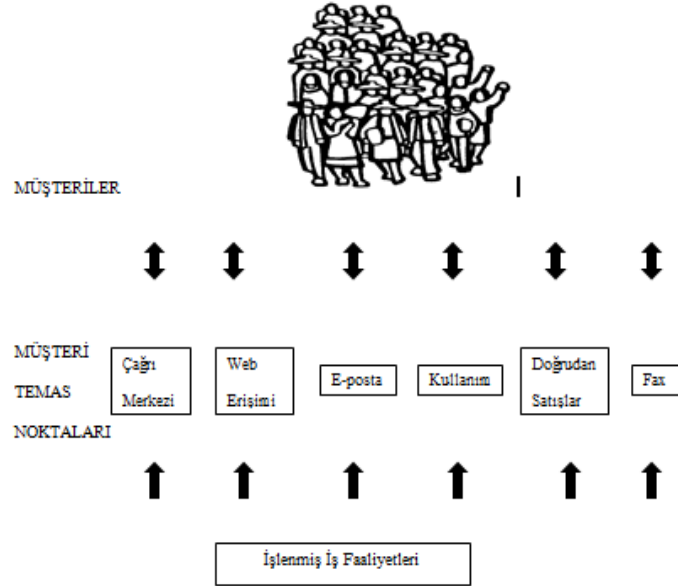 MÜŞTERİLER
MÜŞTERİ
TEMAS
NOKTALARI
Çağrı
Merkezi
Web
Erişimi
E-posta
Kullanım
Doğrudan
Satışlar
Fax
İşlenmiş İş Faaliyetleri